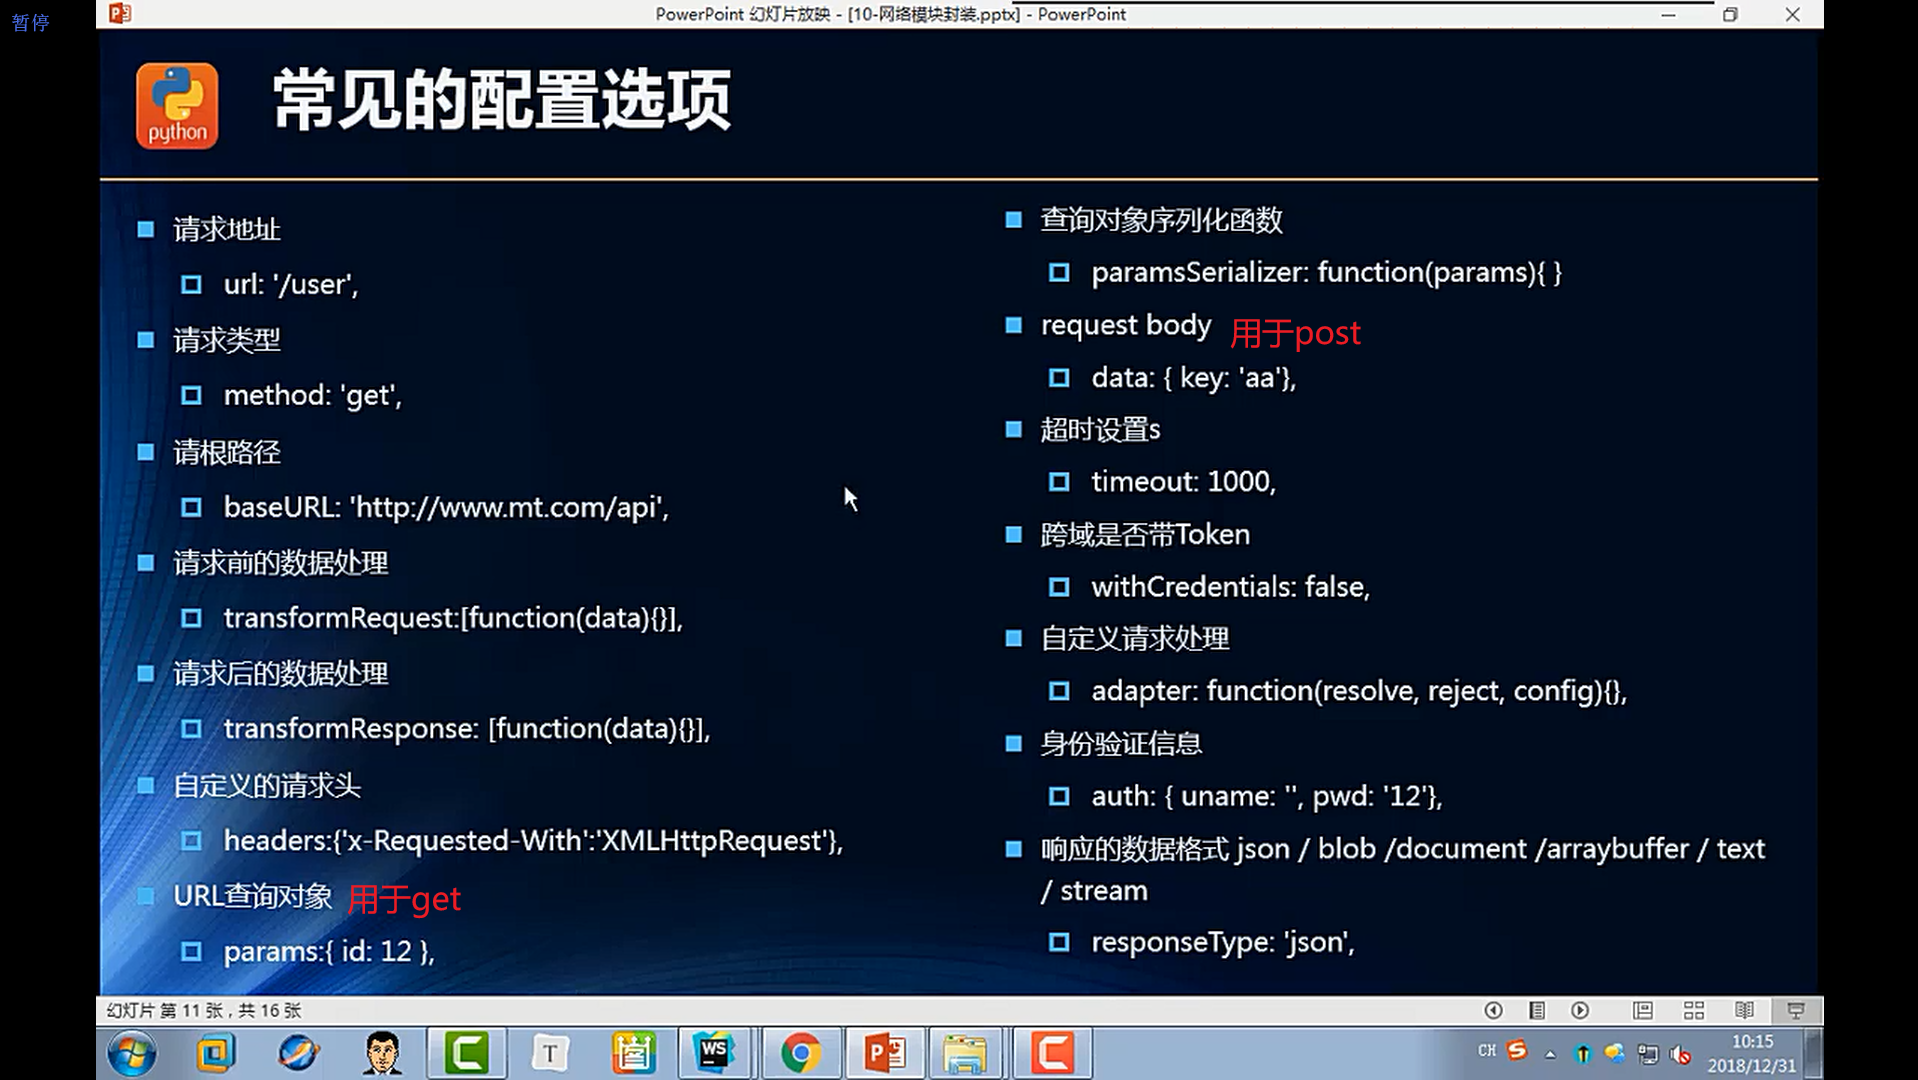 暂停
PowerPoint 幻灯片放映 - [10-网络模块封装.pptx] - PowerPoint
python
常见的配置选项
请求地址
url: '/user',
请求类型
method: 'get',
请根路径
baseURL: 'http://www.mt.com/api',
请求前的数据处理
transformRequest:[function(data){}],
请求后的数据处理
transformResponse: [function(data){}],
自定义的请求头
headers:{'x-Requested-With':'XMLHttpRequest'},
URL查询对象 用于get
params:{ id: 12 },
查询对象序列化函数
paramsSerializer: function(params){ }
request body 用于post
data: { key: 'aa'},
超时设置s
timeout: 1000,
跨域是否带Token
withCredentials: false,
自定义请求处理
adapter: function(resolve, reject, config){},
身份验证信息
auth: { uname: '', pwd: '12'},
响应的数据格式 json / blob /document /arraybuffer / text
/ stream
responseType: 'json',
幻灯片 第 11 张 , 共 16 张
T
WS
CH
10:15
2018/12/31